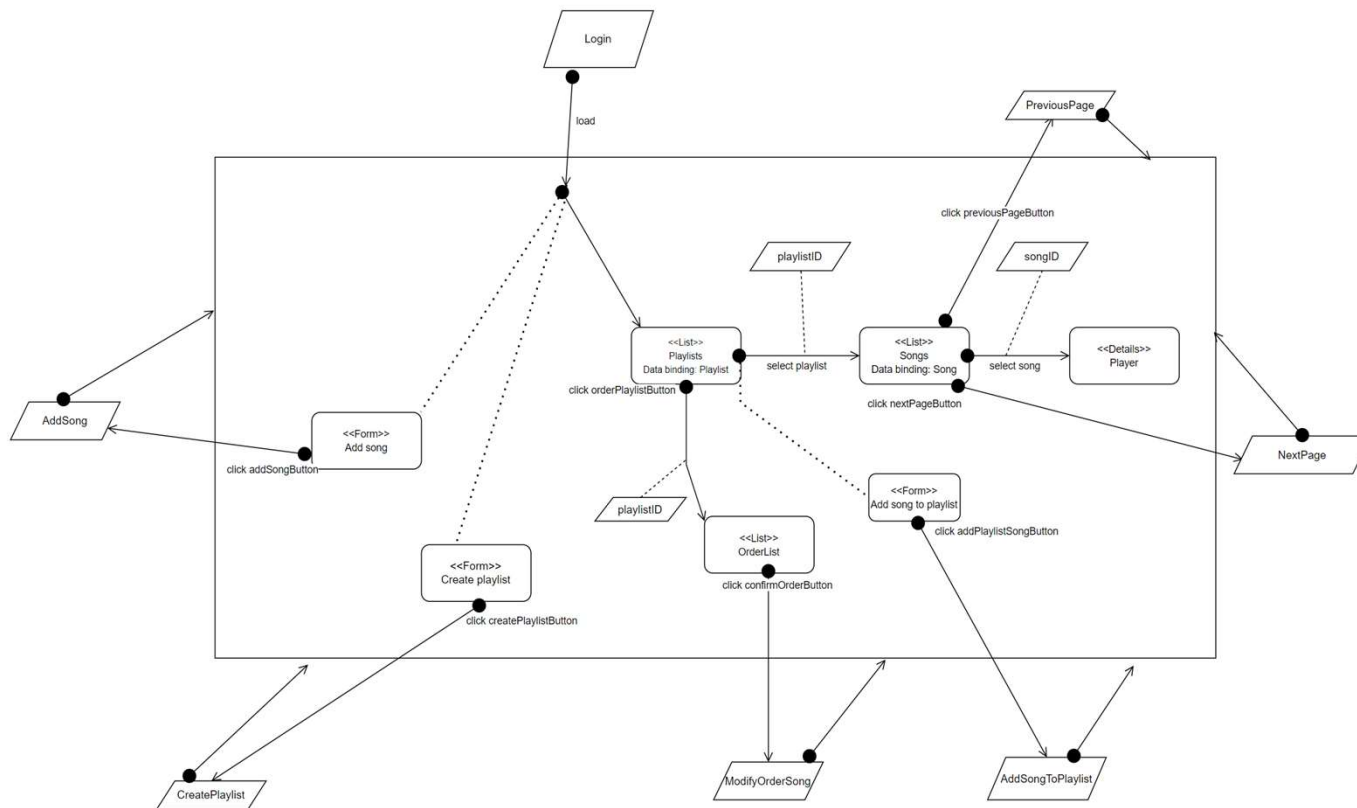 Login
load
PreviousPage
click previousPageButton
playlistID
songID
<<List>>
Playlists
Data binding: Playlist
select playlist
<<List>>
Songs
Data binding: Song
select song
<<Details>>
Player
click orderPlaylistButton
click nextPageButton
AddSong
<<Form>>
Add song
click addSongButton
NextPage
playlistID
<<Form>>
Add song to playlist
click addPlaylistSongButton
<<List>>
OrderList
click confirmOrderButton
<<Form>>
Create playlist
click createPlaylistButton
CreatePlaylist
ModifyOrderSong
AddSongToPlaylist